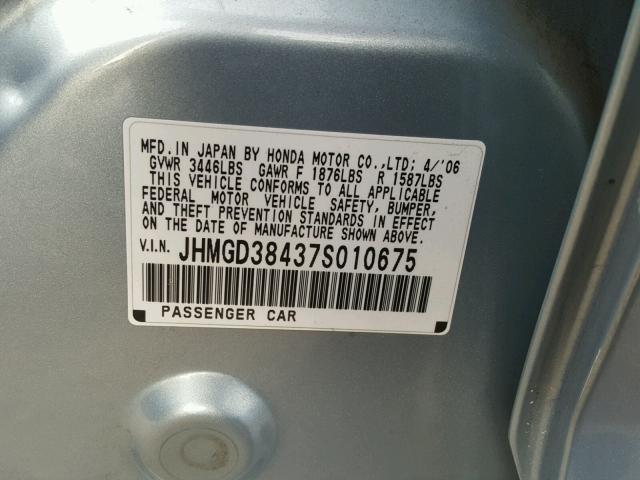 MFD. IN JAPAN BY HONDA MOTOR CO.,LTD; 4/'06
GVWR 3446LBS GAWR F 1876LBS R 1587LBS
THIS VEHICLE CONFORMS TO ALL APPLICABLE
FEDERAL MOTOR VEHICLE SAFETY, BUMPER,
AND THEFT PREVENTION STANDARDS IN EFFECT
ON THE DATE OF MANUFACTURE SHOWN ABOVE.
V.I.N. JHMGD38437S010675
PASSENGER CAR